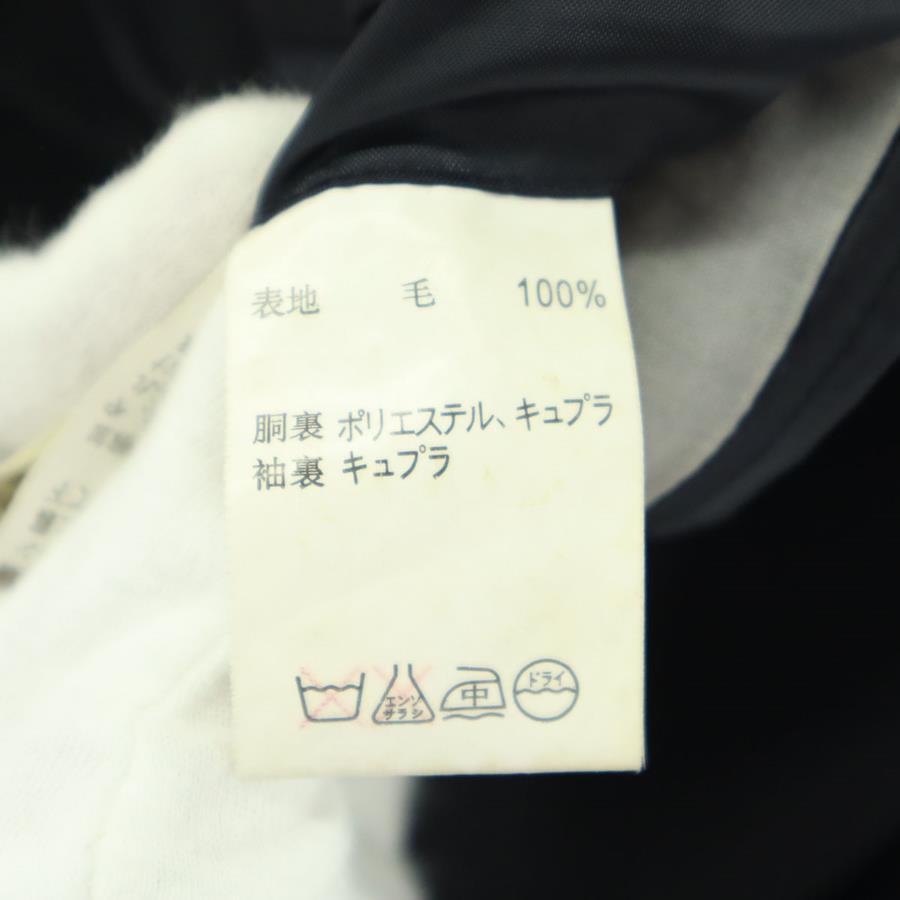 表地 毛 100%
胴裏 ポリエステル、キュプラ
袖裏 キュプラ
エンソ
サラシ
中
ドライ